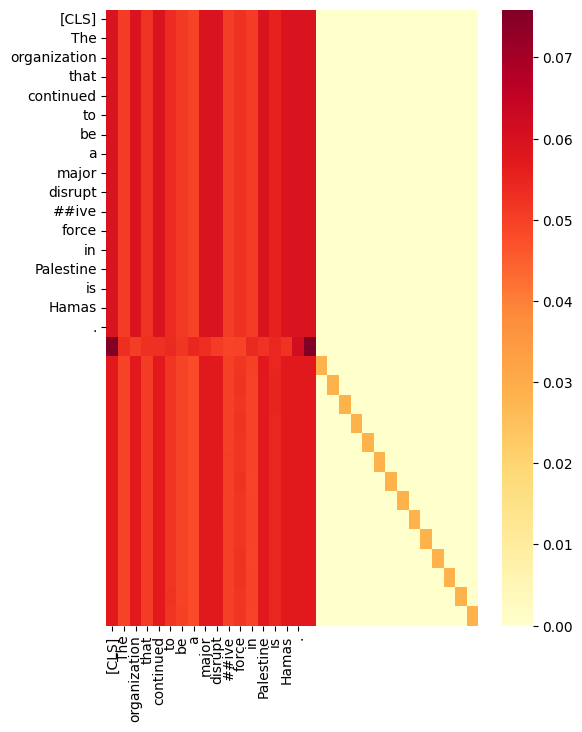 [CLS]
The
organization
that
continued
to
be
a
major
disrupt
##ive
force
in
Palestine
is
Hamas
.
0.07
0.06
0.05
0.04
0.03
0.02
0.01
0.00
[CLS]
The
organization
that
continued
to
be
a
major
disrupt
##ive
force
in
Palestine
is
Hamas
.